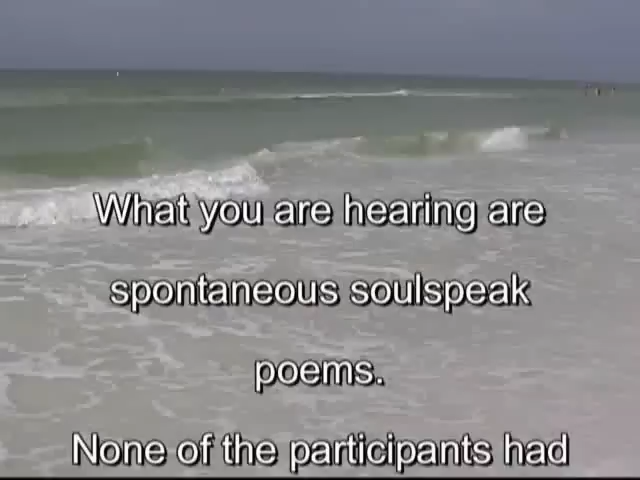 What you are hearing are
spontaneous soulspeak
poems.
None of the participants had